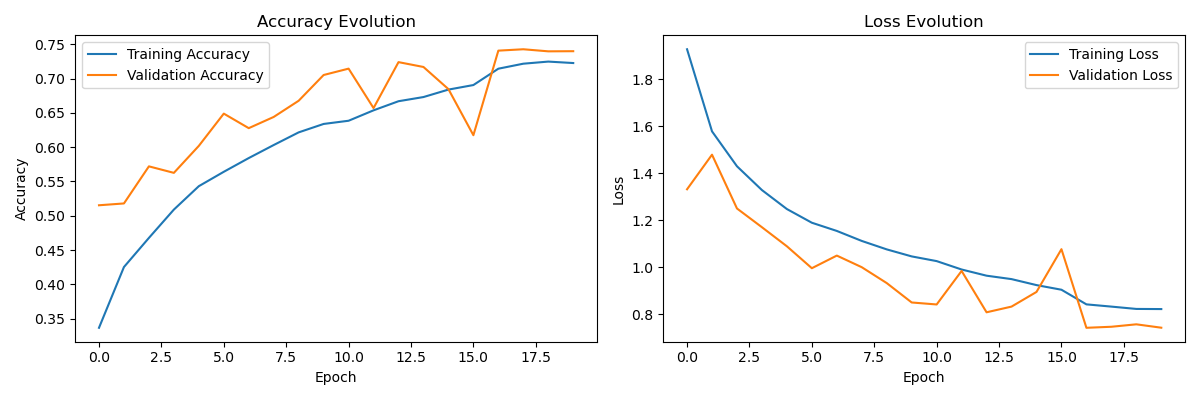 Accuracy Evolution
Training Accuracy
Validation Accuracy
0.75
0.70
0.65
0.60
0.55
0.50
0.45
0.40
0.35
Accuracy
0.0 2.5 5.0 7.5 10.0 12.5 15.0 17.5
Epoch
Loss Evolution
Training Loss
Validation Loss
1.8
1.6
1.4
1.2
1.0
0.8
Loss
0.0 2.5 5.0 7.5 10.0 12.5 15.0 17.5
Epoch